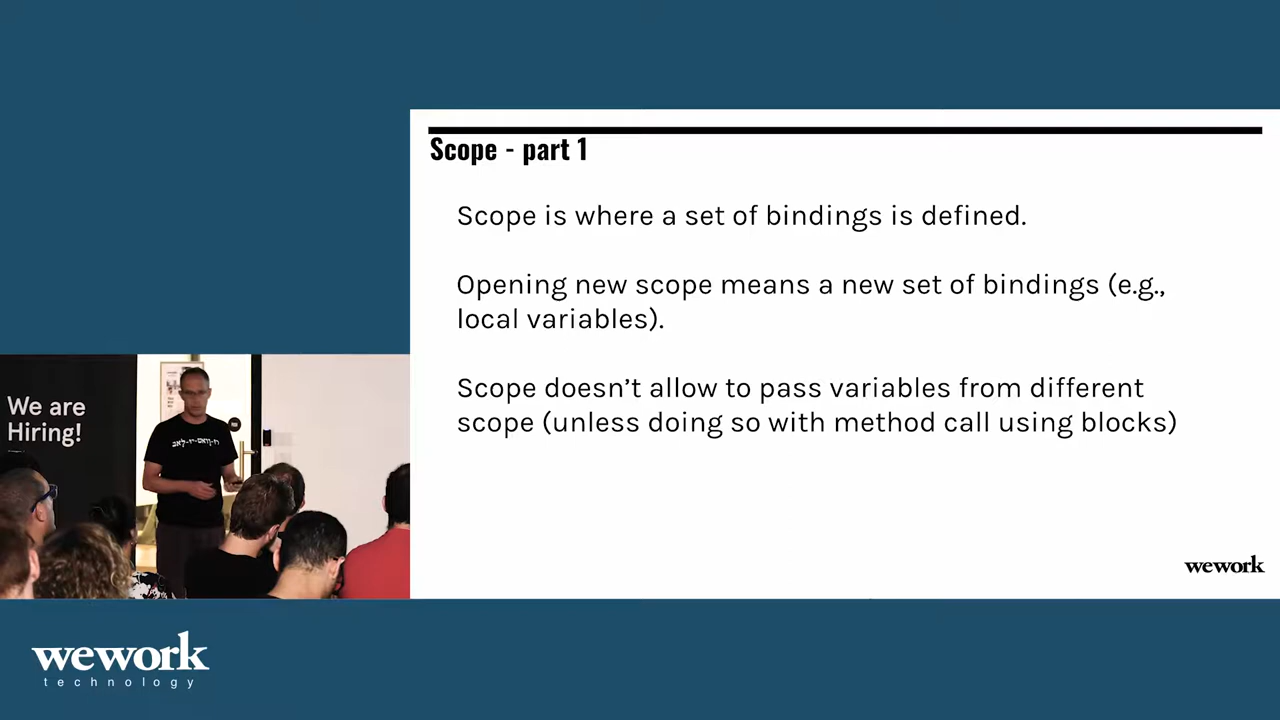 Scope - part 1
Scope is where a set of bindings is defined.
Opening new scope means a new set of bindings (e.g.,
local variables).
Scope doesn’t allow to pass variables from different
scope (unless doing so with method call using blocks)
wework
We are
Hiring!
wework
technology